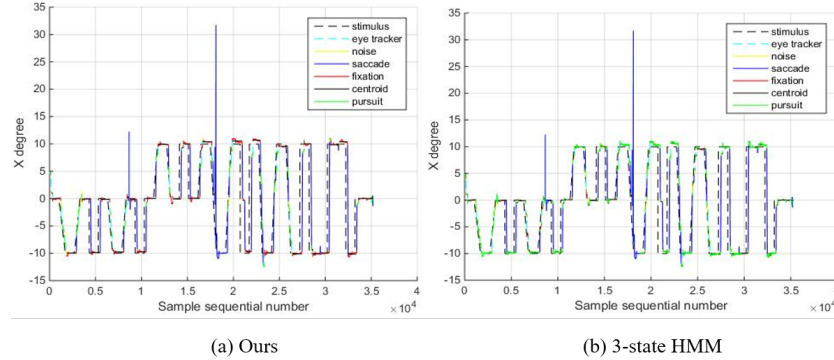 35
30
25
20
15
10
5
0
-5
-10
-15
X degree
0
0.5
1
1.5
2
2.5
3
3.5
4
× 10⁴
Sample sequential number
stimulus
eye tracker
noise
saccade
fixation
centroid
pursuit
(a) Ours
35
30
25
20
15
10
5
0
-5
-10
-15
X degree
0
0.5
1
1.5
2
2.5
3
3.5
4
× 10⁴
Sample sequential number
stimulus
eye tracker
noise
saccade
fixation
centroid
pursuit
(b) 3-state HMM